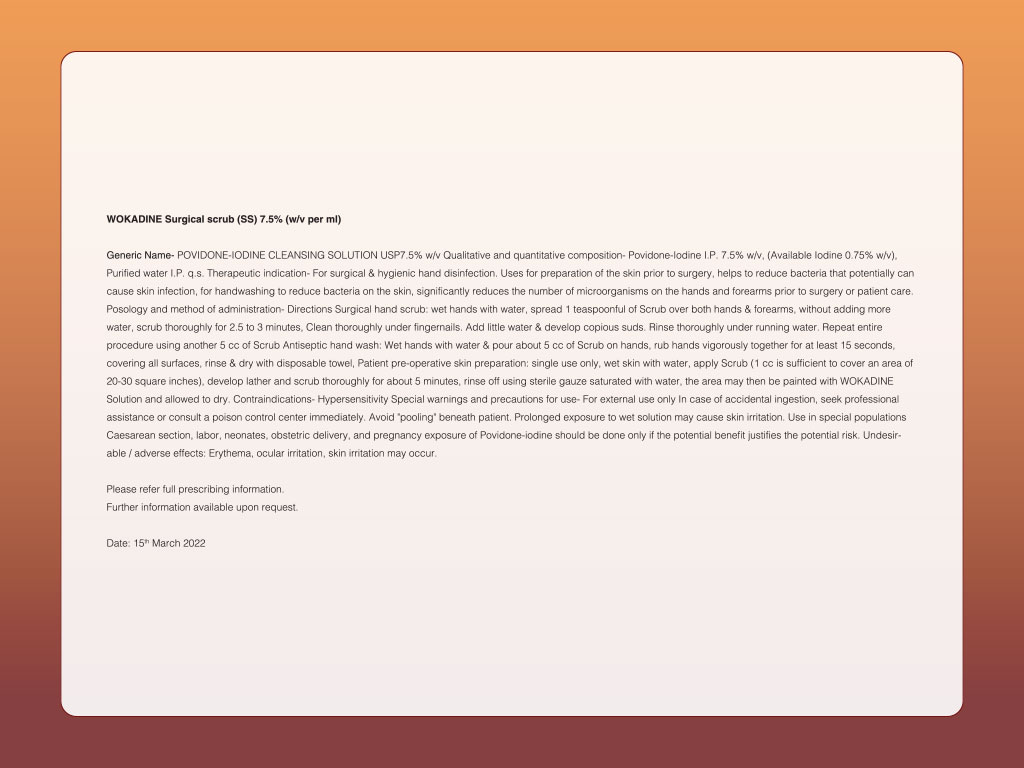 WOKADINE Surgical scrub (SS) 7.5% (w/v per ml)
Generic Name- POVIDONE-IODINE CLEANSING SOLUTION USP7.5% w/v Qualitative and quantitative composition- Povidone-Iodine I.P. 7.5% w/v, (Available Iodine 0.75% w/v),
Purified water I.P. q.s. Therapeutic indication- For surgical & hygienic hand disinfection. Uses for preparation of the skin prior to surgery, helps to reduce bacteria that potentially can
cause skin infection, for handwashing to reduce bacteria on the skin, significantly reduces the number of microorganisms on the hands and forearms prior to surgery or patient care.
Posology and method of administration- Directions Surgical hand scrub: wet hands with water, spread 1 teaspoonful of Scrub over both hands & forearms, without adding more
water, scrub thoroughly for 2.5 to 3 minutes, Clean thoroughly under fingernails. Add little water & develop copious suds. Rinse thoroughly under running water. Repeat entire
procedure using another 5 cc of Scrub Antiseptic hand wash: Wet hands with water & pour about 5 cc of Scrub on hands, rub hands vigorously together for at least 15 seconds,
covering all surfaces, rinse & dry with disposable towel, Patient pre-operative skin preparation: single use only, wet skin with water, apply Scrub (1 cc is sufficient to cover an area of
20-30 square inches), develop lather and scrub thoroughly for about 5 minutes, rinse off using sterile gauze saturated with water, the area may then be painted with WOKADINE
Solution and allowed to dry. Contraindications- Hypersensitivity Special warnings and precautions for use- For external use only In case of accidental ingestion, seek professional
assistance or consult a poison control center immediately. Avoid "pooling" beneath patient. Prolonged exposure to wet solution may cause skin irritation. Use in special populations
Caesarean section, labor, neonates, obstetric delivery, and pregnancy exposure of Povidone-iodine should be done only if the potential benefit justifies the potential risk. Undesir-
able / adverse effects: Erythema, ocular irritation, skin irritation may occur.
Please refer full prescribing information.
Further information available upon request.
Date: 15th March 2022